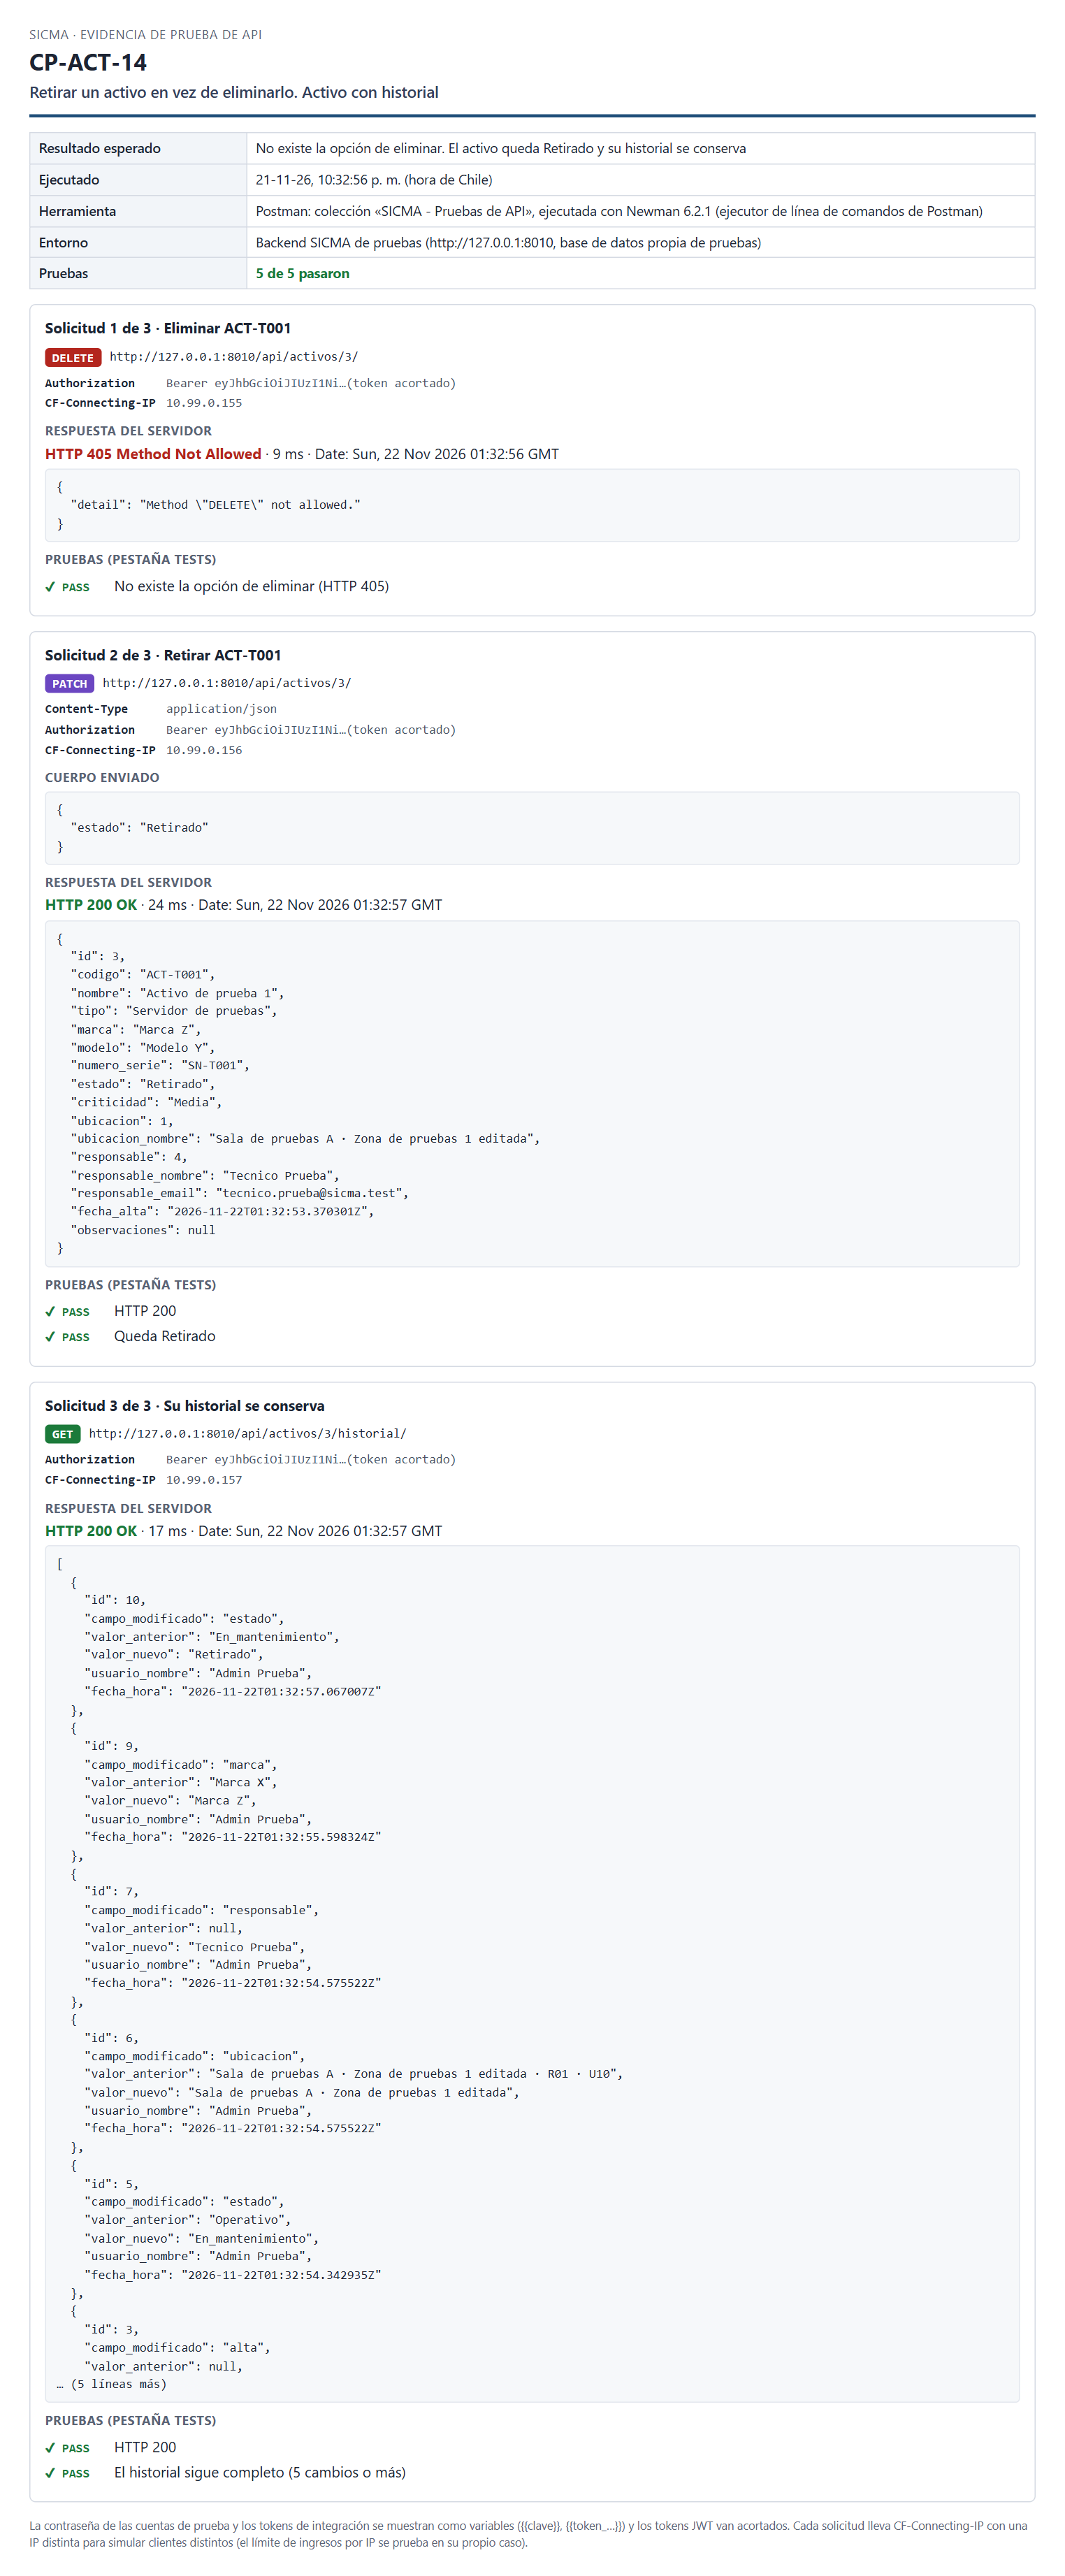 SICMA · EVIDENCIA DE PRUEBA DE API
CP-ACT-14
Retirar un activo en vez de eliminarlo. Activo con historial
Resultado esperado No existe la opción de eliminar. El activo queda Retirado y su historial se conserva
Ejecutado 21-11-26, 10:32:56 p. m. (hora de Chile)
Herramienta Postman: colección «SICMA - Pruebas de API», ejecutada con Newman 6.2.1 (ejecutor de línea de comandos de Postman)
Entorno Backend SICMA de pruebas (http://127.0.0.1:8010, base de datos propia de pruebas)
Pruebas 5 de 5 pasaron
Solicitud 1 de 3 · Eliminar ACT-T001
DELETE http://127.0.0.1:8010/api/activos/3/
Authorization Bearer eyJhbGciOiJIUzI1Ni…(token acortado)
CF-Connecting-IP 10.99.0.155
RESPUESTA DEL SERVIDOR
HTTP 405 Method Not Allowed · 9 ms · Date: Sun, 22 Nov 2026 01:32:56 GMT
{
"detail": "Method \"DELETE\" not allowed."
}
PRUEBAS (PESTAÑA TESTS)
✓ PASS No existe la opción de eliminar (HTTP 405)
Solicitud 2 de 3 · Retirar ACT-T001
PATCH http://127.0.0.1:8010/api/activos/3/
Content-Type application/json
Authorization Bearer eyJhbGciOiJIUzI1Ni…(token acortado)
CF-Connecting-IP 10.99.0.156
CUERPO ENVIADO
{
"estado": "Retirado"
}
RESPUESTA DEL SERVIDOR
HTTP 200 OK · 24 ms · Date: Sun, 22 Nov 2026 01:32:57 GMT
{
"id": 3,
"codigo": "ACT-T001",
"nombre": "Activo de prueba 1",
"tipo": "Servidor de pruebas",
"marca": "Marca Z",
"modelo": "Modelo Y",
"numero_serie": "SN-T001",
"estado": "Retirado",
"criticidad": "Media",
"ubicacion": 1,
"ubicacion_nombre": "Sala de pruebas A · Zona de pruebas 1 editada",
"responsable": 4,
"responsable_nombre": "Tecnico Prueba",
"responsable_email": "tecnico.prueba@sicma.test",
"fecha_alta": "2026-11-22T01:32:53.370301Z",
"observaciones": null
}
PRUEBAS (PESTAÑA TESTS)
✓ PASS HTTP 200
✓ PASS Queda Retirado
Solicitud 3 de 3 · Su historial se conserva
GET http://127.0.0.1:8010/api/activos/3/historial/
Authorization Bearer eyJhbGciOiJIUzI1Ni…(token acortado)
CF-Connecting-IP 10.99.0.157
RESPUESTA DEL SERVIDOR
HTTP 200 OK · 17 ms · Date: Sun, 22 Nov 2026 01:32:57 GMT
[
{
"id": 10,
"campo_modificado": "estado",
"valor_anterior": "En_mantenimiento",
"valor_nuevo": "Retirado",
"usuario_nombre": "Admin Prueba",
"fecha_hora": "2026-11-22T01:32:57.067007Z"
},
{
"id": 9,
"campo_modificado": "marca",
"valor_anterior": "Marca X",
"valor_nuevo": "Marca Z",
"usuario_nombre": "Admin Prueba",
"fecha_hora": "2026-11-22T01:32:55.598324Z"
},
{
"id": 7,
"campo_modificado": "responsable",
"valor_anterior": null,
"valor_nuevo": "Tecnico Prueba",
"usuario_nombre": "Admin Prueba",
"fecha_hora": "2026-11-22T01:32:54.575522Z"
},
{
"id": 6,
"campo_modificado": "ubicacion",
"valor_anterior": "Sala de pruebas A · Zona de pruebas 1 editada · R01 · U10",
"valor_nuevo": "Sala de pruebas A · Zona de pruebas 1 editada",
"usuario_nombre": "Admin Prueba",
"fecha_hora": "2026-11-22T01:32:54.575522Z"
},
{
"id": 5,
"campo_modificado": "estado",
"valor_anterior": "Operativo",
"valor_nuevo": "En_mantenimiento",
"usuario_nombre": "Admin Prueba",
"fecha_hora": "2026-11-22T01:32:54.342935Z"
},
{
"id": 3,
"campo_modificado": "alta",
"valor_anterior": null,
… (5 líneas más)
PRUEBAS (PESTAÑA TESTS)
✓ PASS HTTP 200
✓ PASS El historial sigue completo (5 cambios o más)
La contraseña de las cuentas de prueba y los tokens de integración se muestran como variables ({{clave}}, {{token_…}}) y los tokens JWT van acortados. Cada solicitud lleva CF-Connecting-IP con una
IP distinta para simular clientes distintos (el límite de ingresos por IP se prueba en su propio caso).